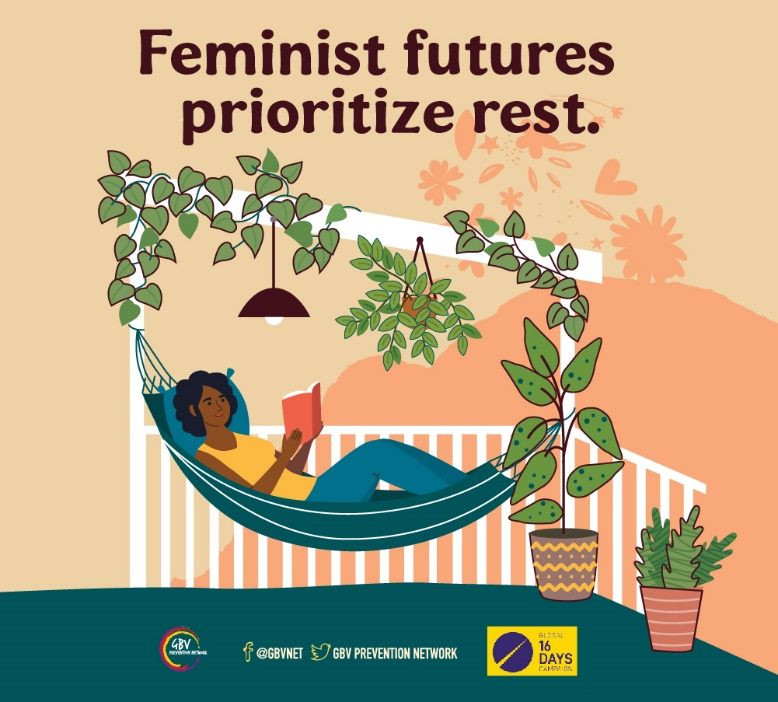 Feminist futures
prioritize rest.
GBV
PREVENTION NETWORK
@GBVNET GBV PREVENTION NETWORK
GLOBAL
16
DAYS
CAMPAIGN